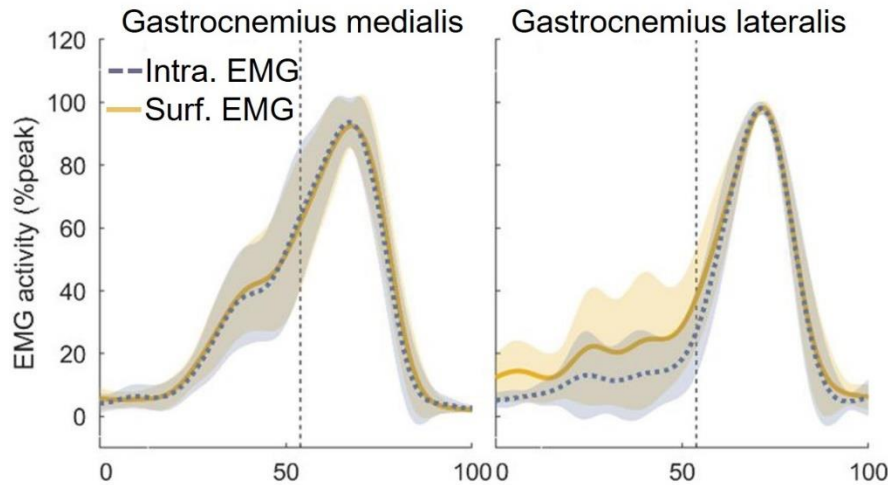 Gastrocnemius medialis
Gastrocnemius lateralis
120
Intra. EMG
100
Surf. EMG
80
60
40
20
0
EMG activity (%peak)
0 50 100
0 50 100